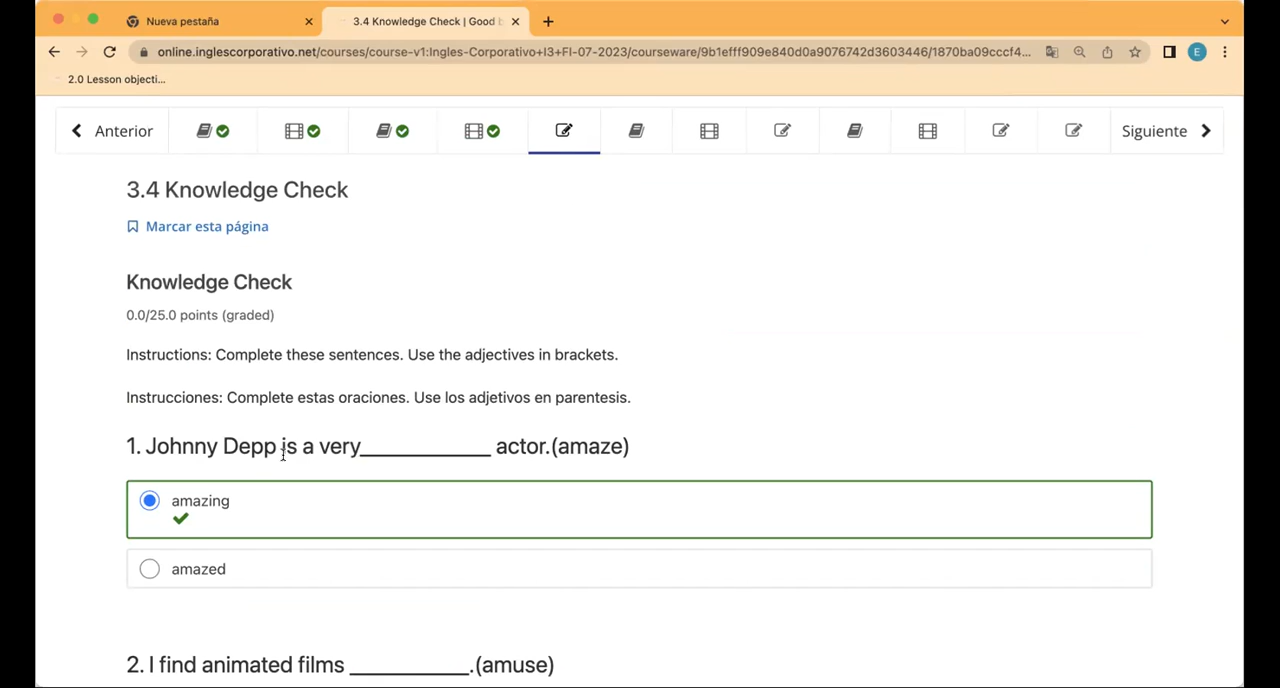 Nueva pestaña
3.4 Knowledge Check | Good b
online.inglescorporativo.net/courses/course-v1:Ingles-Corporativo+I3+FI-07-2023/courseware/9b1efff909e840d0a9076742d3603446/1870ba09cccf4...
E
2.0 Lesson objecti...
Anterior
Siguiente
3.4 Knowledge Check
Marcar esta página
Knowledge Check
0.0/25.0 points (graded)
Instructions: Complete these sentences. Use the adjectives in brackets.
Instrucciones: Complete estas oraciones. Use los adjetivos en parentesis.
1. Johnny Depp is a very____________ actor.(amaze)
amazing
amazed
2. I find animated films ___________.(amuse)